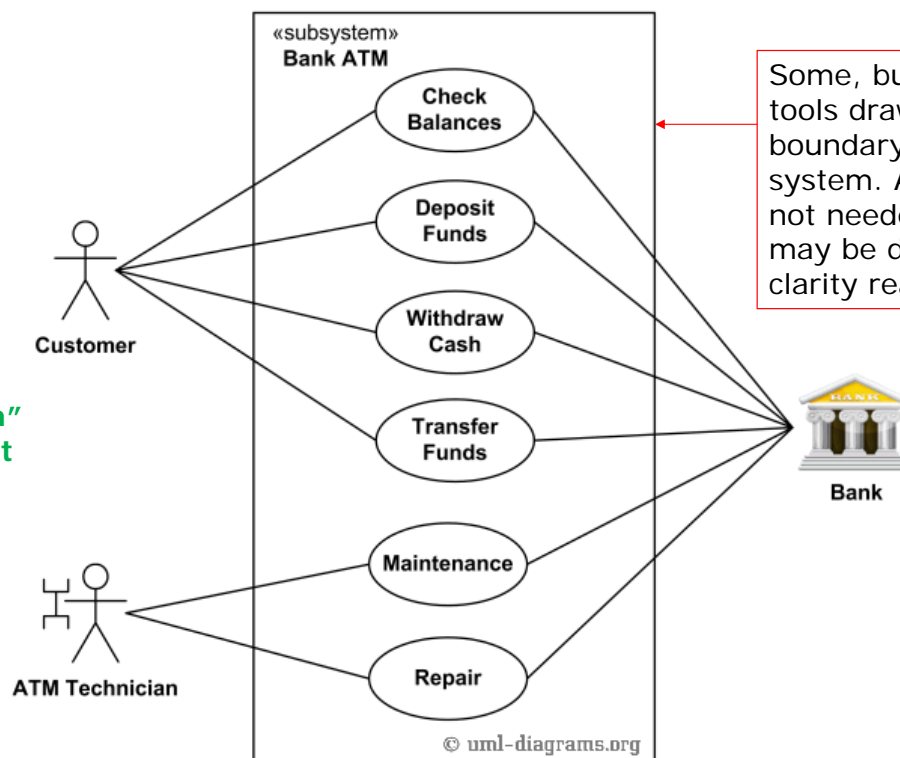 «subsystem»
Bank ATM
Check
Balances
Deposit
Funds
Withdraw
Cash
Transfer
Funds
Maintenance
Repair
Customer
ATM Technician
BANK
Bank
Some, bu
tools draw
boundary
system. A
not neede
may be d
clarity rea
n”
t
© uml-diagrams.org